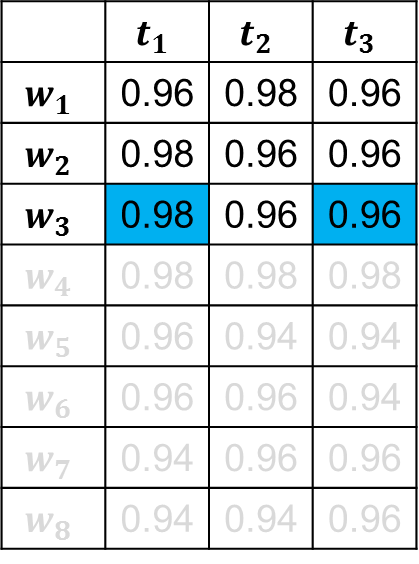 t₁ t₂ t₃
w₁ 0.96 0.98 0.96
w₂ 0.98 0.96 0.96
w₃ 0.98 0.96 0.96
w₄ 0.98 0.98 0.98
w₅ 0.96 0.94 0.94
w₆ 0.96 0.96 0.94
w₇ 0.94 0.96 0.96
w₈ 0.94 0.94 0.96